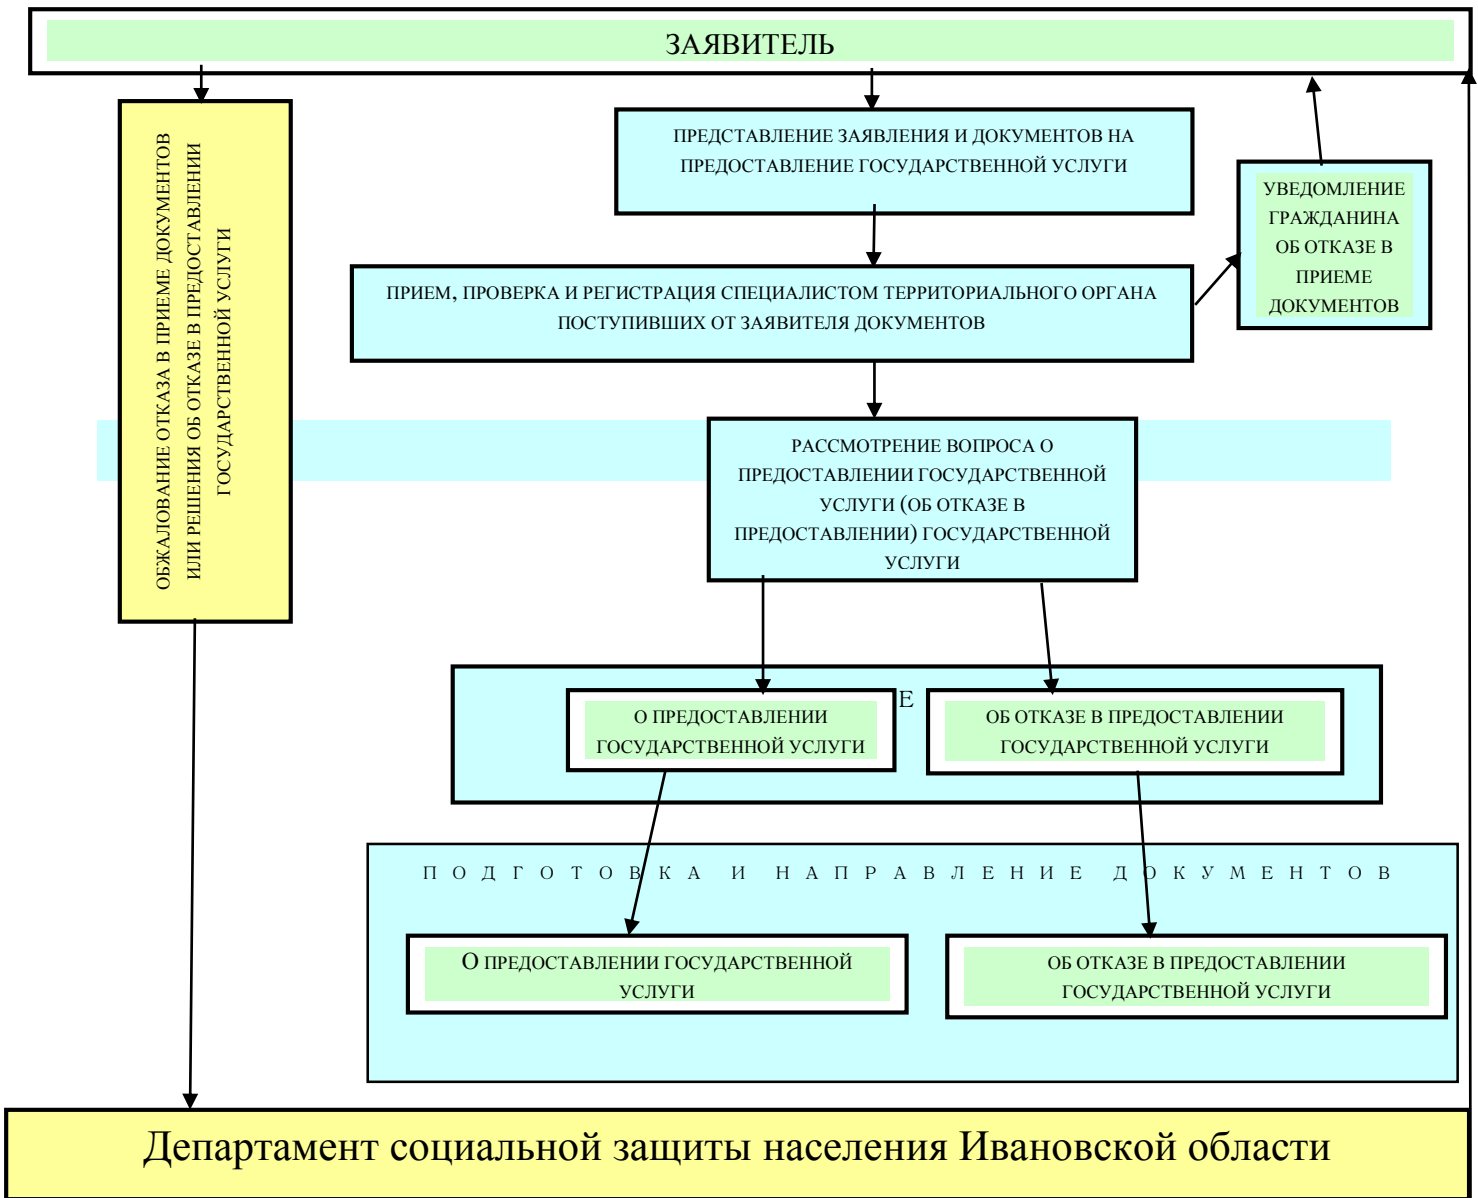 ЗАЯВИТЕЛЬ
ОБЖАЛОВАНИЕ ОТКАЗА В ПРИЕМЕ ДОКУМЕНТОВ
ИЛИ РЕШЕНИЯ ОБ ОТКАЗЕ В ПРЕДОСТАВЛЕНИИ
ГОСУДАРСТВЕННОЙ УСЛУГИ
ПРЕДСТАВЛЕНИЕ ЗАЯВЛЕНИЯ И ДОКУМЕНТОВ НА
ПРЕДОСТАВЛЕНИЕ ГОСУДАРСТВЕННОЙ УСЛУГИ
УВЕДОМЛЕНИЕ
ГРАЖДАНИНА
ОБ ОТКАЗЕ В
ПРИЕМЕ
ДОКУМЕНТОВ
ПРИЕМ, ПРОВЕРКА И РЕГИСТРАЦИЯ СПЕЦИАЛИСТОМ ТЕРРИТОРИАЛЬНОГО ОРГАНА
ПОСТУПИВШИХ ОТ ЗАЯВИТЕЛЯ ДОКУМЕНТОВ
РАССМОТРЕНИЕ ВОПРОСА О
ПРЕДОСТАВЛЕНИИ ГОСУДАРСТВЕННОЙ
УСЛУГИ (ОБ ОТКАЗЕ В
ПРЕДОСТАВЛЕНИИ) ГОСУДАРСТВЕННОЙ
УСЛУГИ
Е
О ПРЕДОСТАВЛЕНИИ
ГОСУДАРСТВЕННОЙ УСЛУГИ
ОБ ОТКАЗЕ В ПРЕДОСТАВЛЕНИИ
ГОСУДАРСТВЕННОЙ УСЛУГИ
ПОДГОТОВКА И НАПРАВЛЕНИЕ ДОКУМЕНТОВ
О ПРЕДОСТАВЛЕНИИ ГОСУДАРСТВЕННОЙ
УСЛУГИ
ОБ ОТКАЗЕ В ПРЕДОСТАВЛЕНИИ
ГОСУДАРСТВЕННОЙ УСЛУГИ
Департамент социальной защиты населения Ивановской области